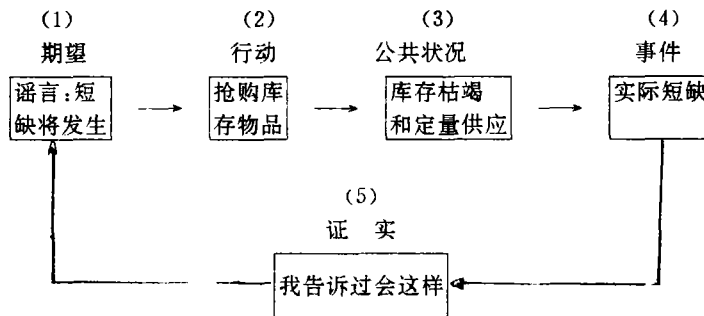 (1)
(2)
(3)
(4)
期望
行动
公共状况
事件
谣言:短
缺将发生
抢购库
存物品
库存枯竭
和定量供应
实际短缺
(5)
证 实
我告诉过会这样